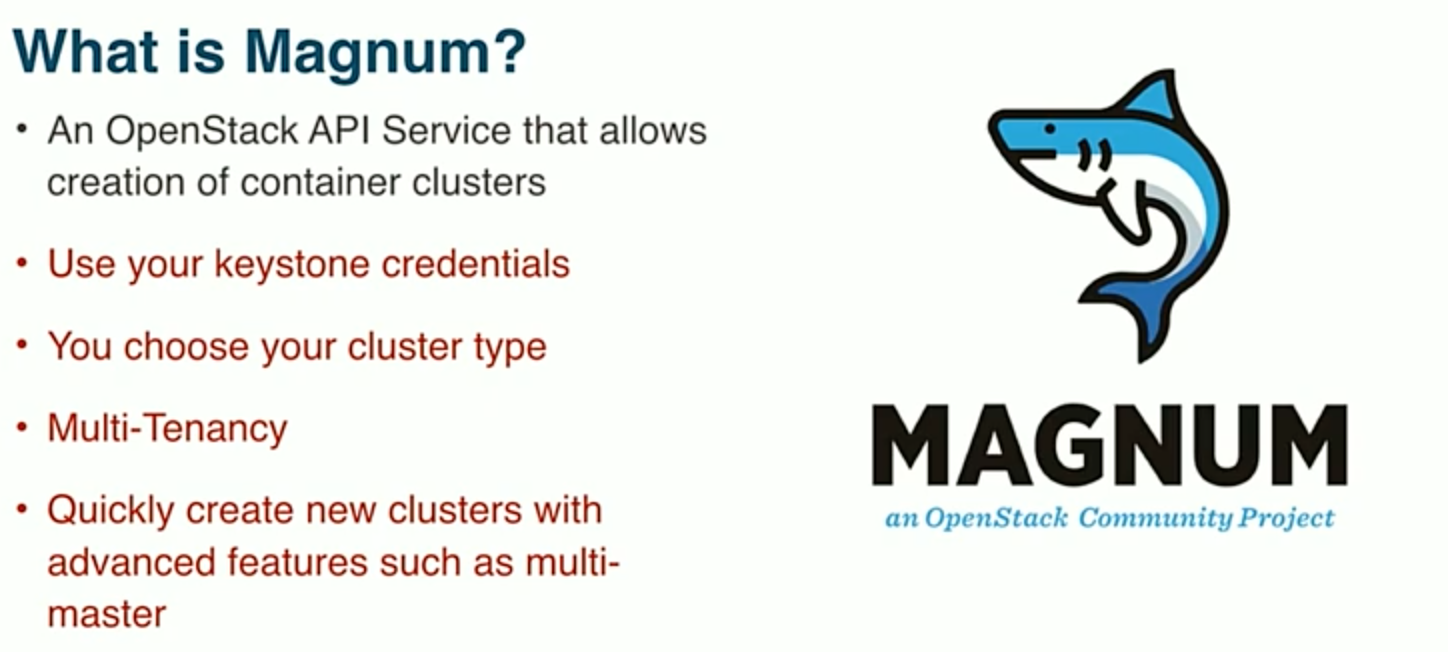 What is Magnum?
• An OpenStack API Service that allows
creation of container clusters
• Use your keystone credentials
• You choose your cluster type
• Multi-Tenancy
• Quickly create new clusters with
advanced features such as multi-
master
MAGNUM
an OpenStack Community Project